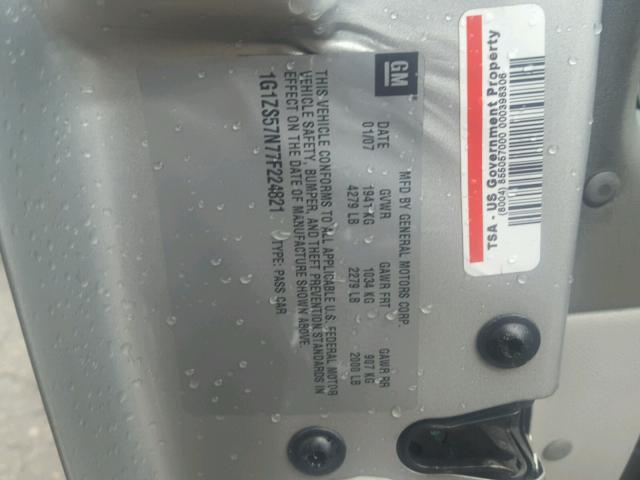 GM
MFD BY GENERAL MOTORS CORP.
DATE GVWR GAWR FRT GAWR RR
01/07 1941 KG 1034 KG 907 KG
4279 LB 2279 LB 2000 LB
THIS VEHICLE CONFORMS TO ALL APPLICABLE U.S. FEDERAL MOTOR
VEHICLE SAFETY, BUMPER, AND THEFT PREVENTION STANDARDS IN
EFFECT ON THE DATE OF MANUFACTURE SHOWN ABOVE.
1G1ZS57N77F224821 TYPE: PASS CAR
TSA - US Government Property
(8004) 8550570000 000398306